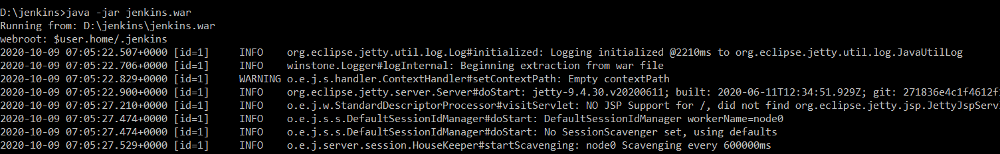 D:\jenkins>java -jar jenkins.war
Running from: D:\jenkins\jenkins.war
webroot: $user.home/.jenkins
2020-10-09 07:05:22.507+0000 [id=1] INFO org.eclipse.jetty.util.log.Log#initialized: Logging initialized @2210ms to org.eclipse.jetty.util.log.JavaUtilLog
2020-10-09 07:05:22.706+0000 [id=1] INFO winstone.Logger#logInternal: Beginning extraction from war file
2020-10-09 07:05:22.829+0000 [id=1] WARNING o.e.j.s.handler.ContextHandler#setContextPath: Empty contextPath
2020-10-09 07:05:22.900+0000 [id=1] INFO org.eclipse.jetty.server.Server#doStart: jetty-9.4.30.v20200611; built: 2020-06-11T12:34:51.929Z; git: 271836e4c1f4612f1
2020-10-09 07:05:27.210+0000 [id=1] INFO o.e.j.w.StandardDescriptorProcessor#visitServlet: NO JSP Support for /, did not find org.eclipse.jetty.jsp.JettyJspServ
2020-10-09 07:05:27.474+0000 [id=1] INFO o.e.j.s.s.DefaultSessionIdManager#doStart: DefaultSessionIdManager workerName=node0
2020-10-09 07:05:27.474+0000 [id=1] INFO o.e.j.s.s.DefaultSessionIdManager#doStart: No SessionScavenger set, using defaults
2020-10-09 07:05:27.529+0000 [id=1] INFO o.e.j.server.session.HouseKeeper#startScavenging: node0 Scavenging every 600000ms